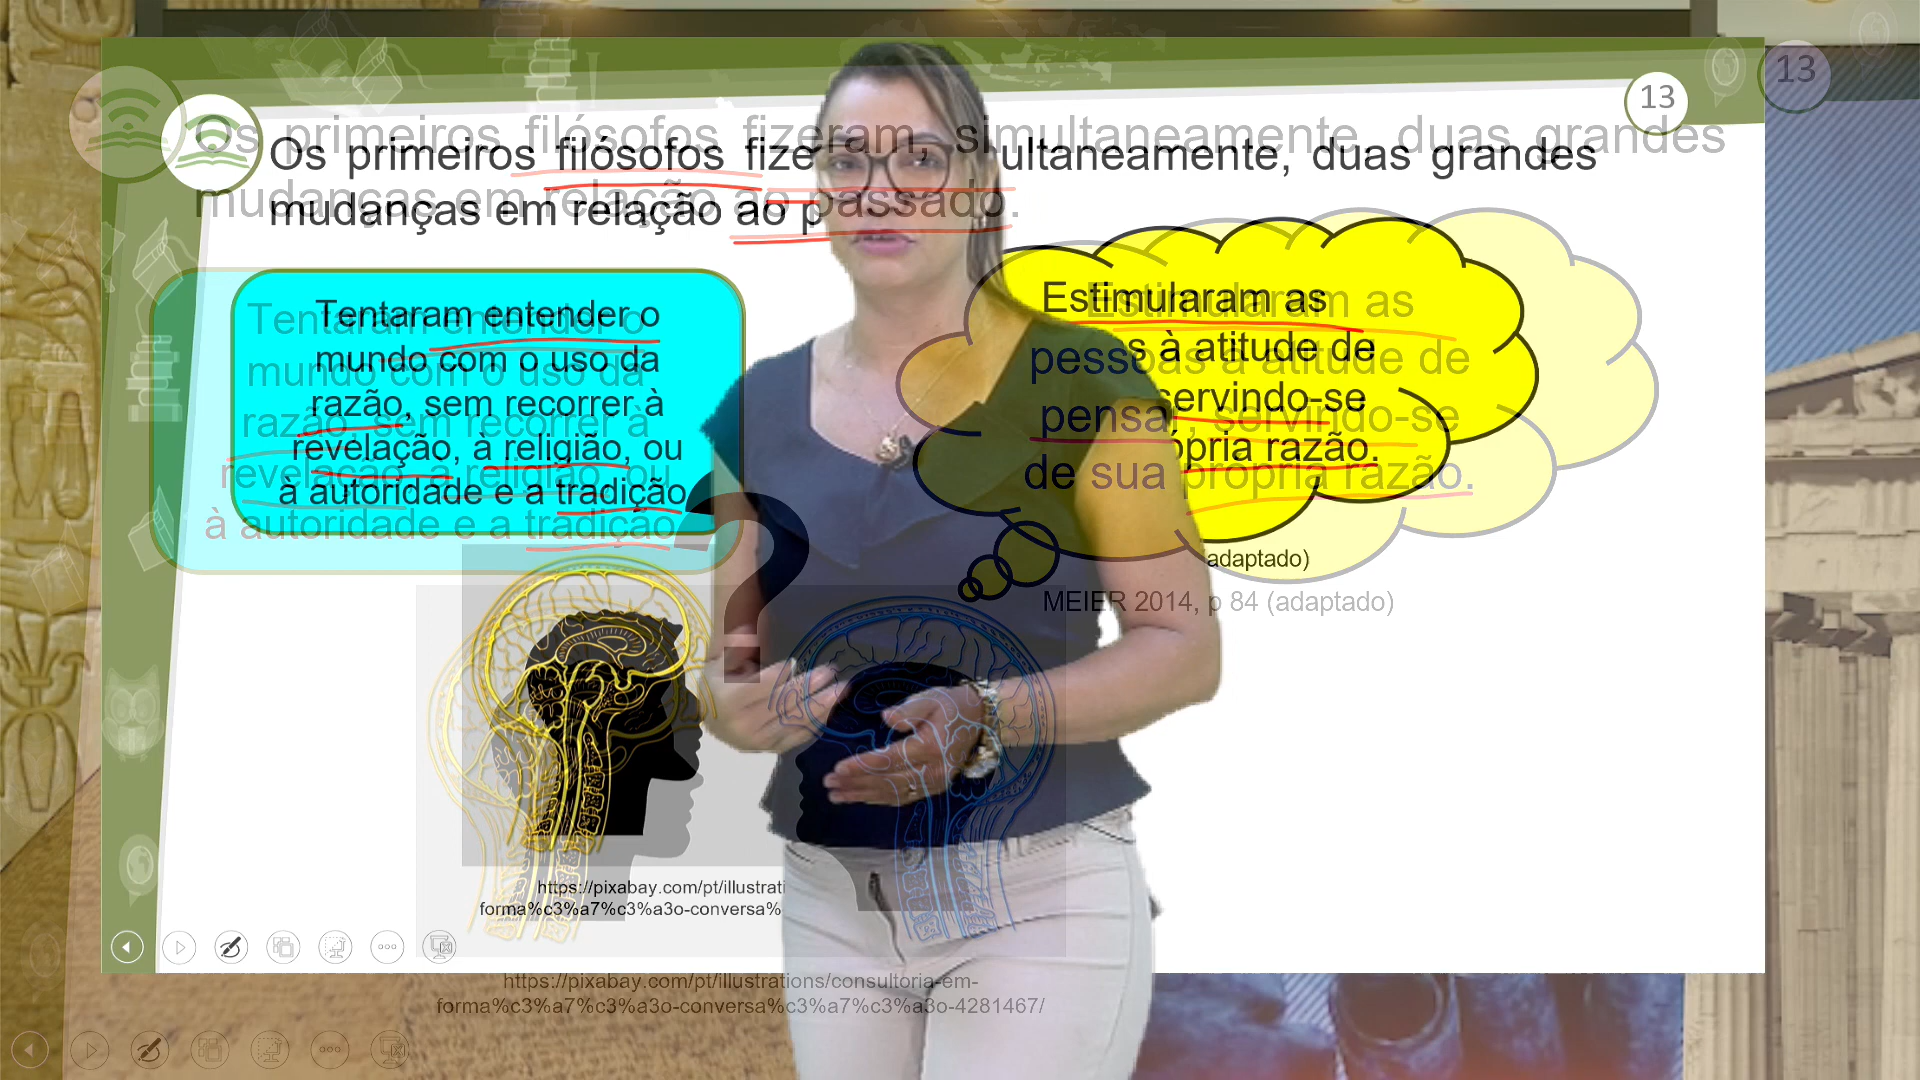 13
13
Os primeiros filósofos fizeram, simultaneamente, duas grandes
mudanças em relação ao passado.
Tentaram entender o
mundo com o uso da
razão, sem recorrer à
revelação, à religião, ou
à autoridade e a tradição
Estimularam as
pessoas à atitude de
pensar, servindo-se
de sua própria razão.
MEIER 2014, p 84 (adaptado)
?
https://pixabay.com/pt/illustrations/consultoria-em-
forma%c3%a7%c3%a3o-conversa%c3%a7%c3%a3o-4281467/